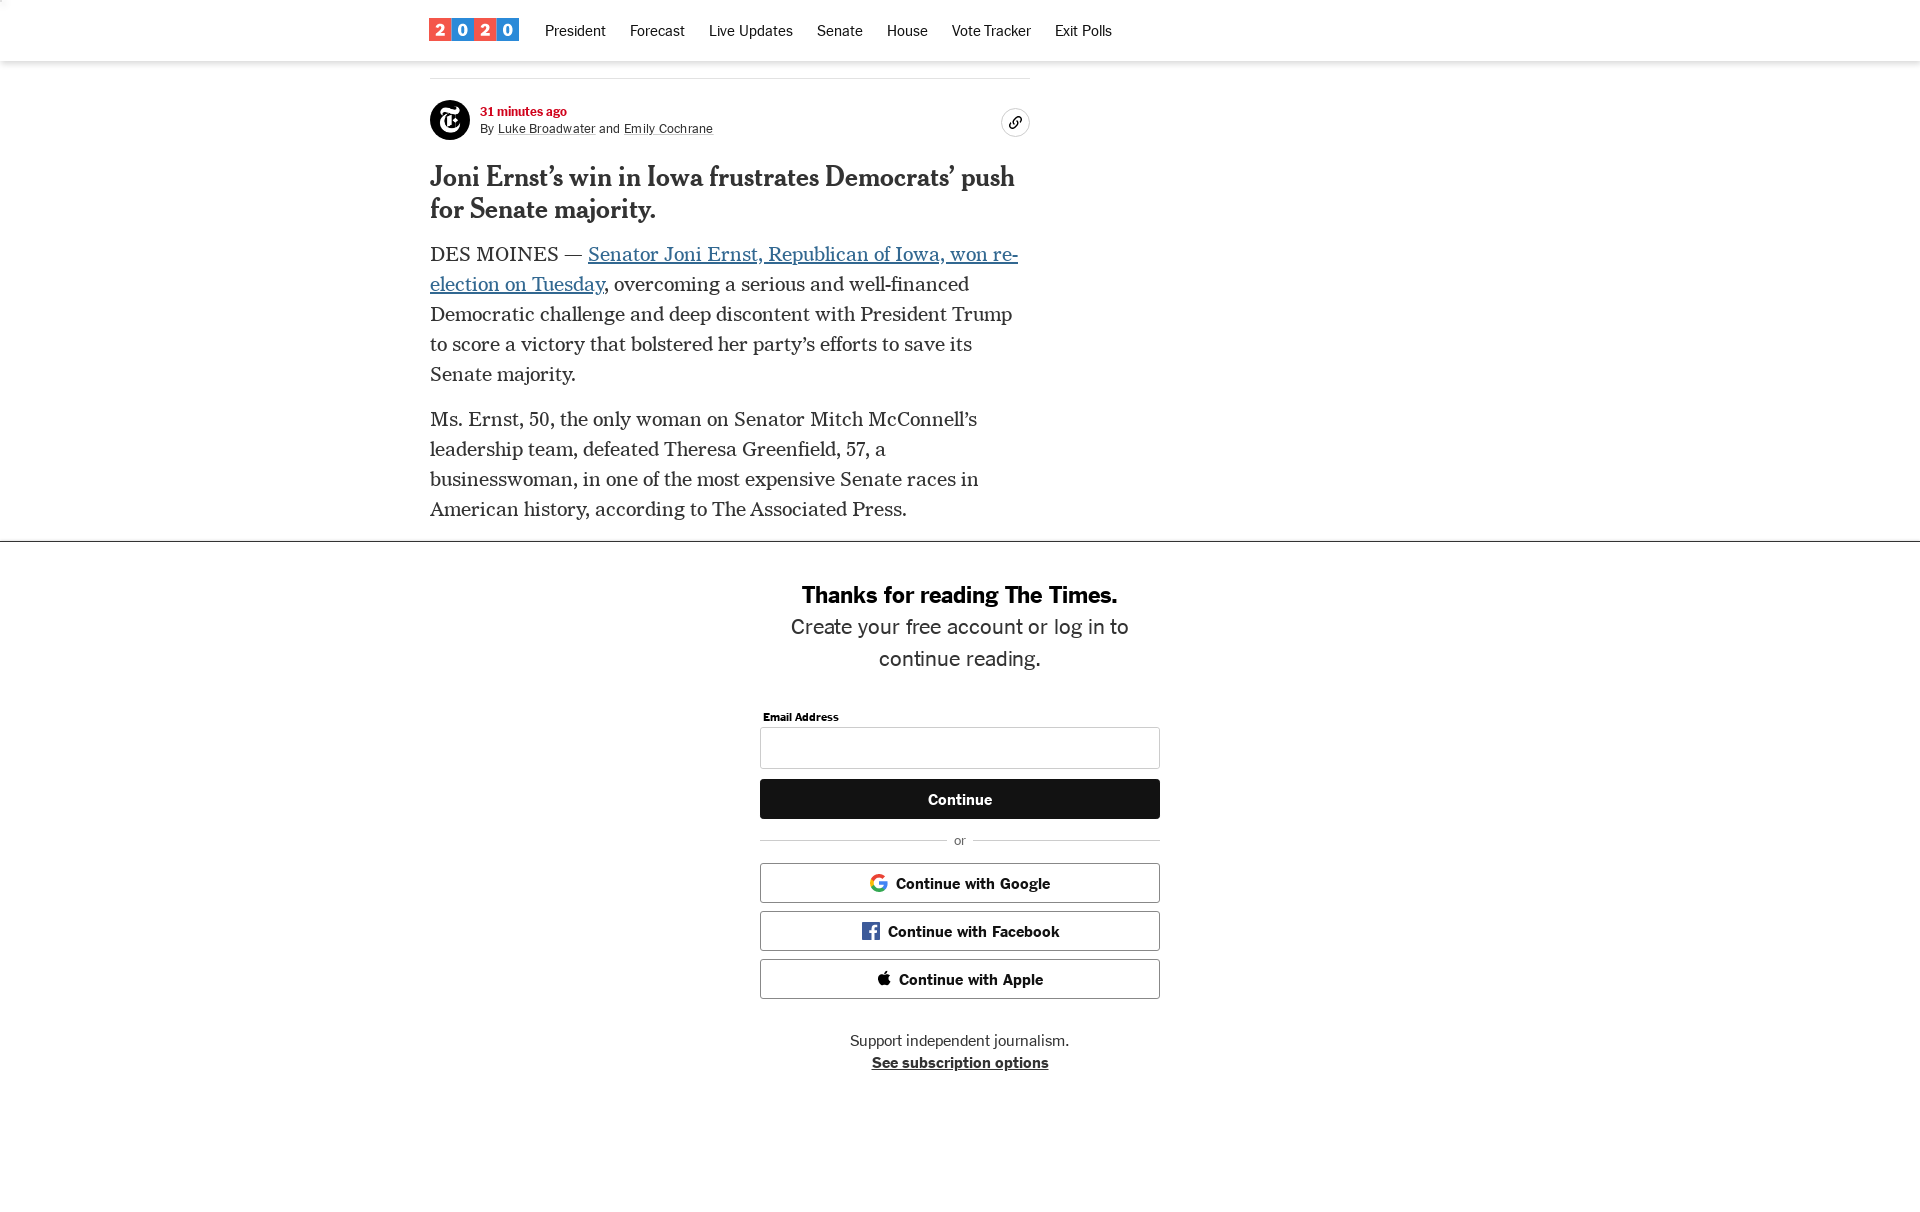 2020 President Forecast Live Updates Senate House Vote Tracker Exit Polls
31 minutes ago
By Luke Broadwater and Emily Cochrane
Joni Ernst’s win in Iowa frustrates Democrats’ push
for Senate majority.
DES MOINES — Senator Joni Ernst, Republican of Iowa, won re-
election on Tuesday, overcoming a serious and well-financed
Democratic challenge and deep discontent with President Trump
to score a victory that bolstered her party’s efforts to save its
Senate majority.
Ms. Ernst, 50, the only woman on Senator Mitch McConnell’s
leadership team, defeated Theresa Greenfield, 57, a
businesswoman, in one of the most expensive Senate races in
American history, according to The Associated Press.
Thanks for reading The Times.
Create your free account or log in to
continue reading.
Email Address
Continue
or
Continue with Google
Continue with Facebook
Continue with Apple
Support independent journalism.
See subscription options